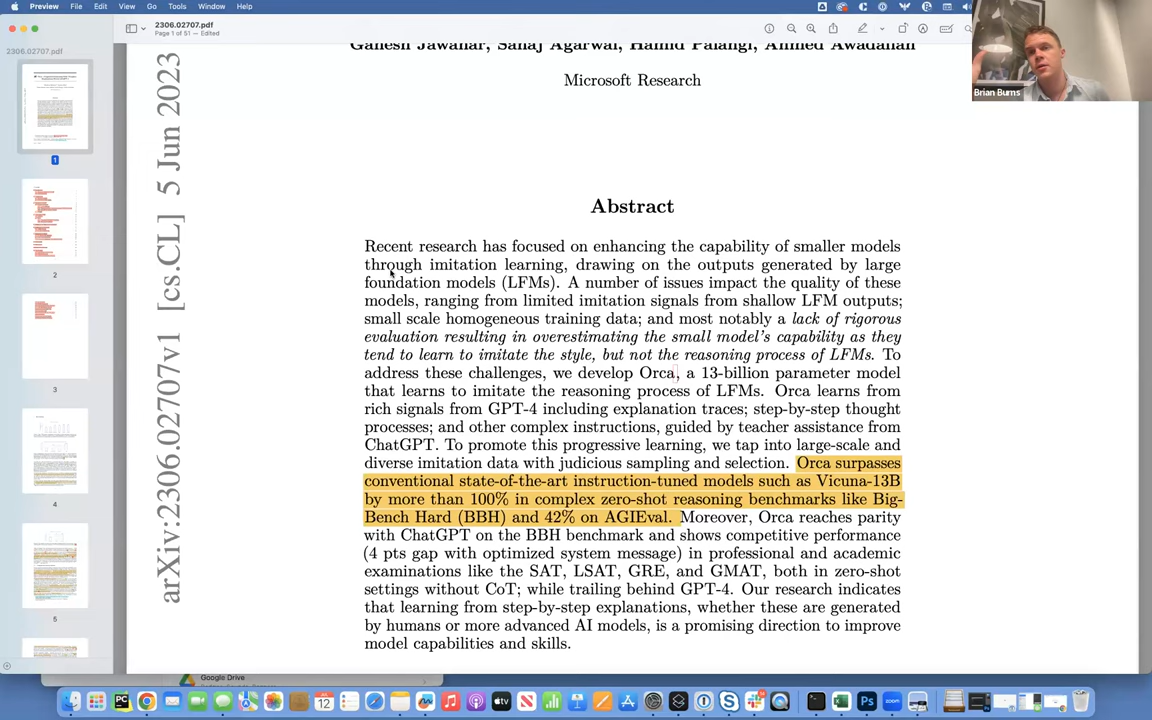 Preview File Edit View Go Tools Window Help
2306.02707.pdf
Page 1 of 51 – Edited
2306.02707.pdf
1
2
3
4
5
Ganesh Jawahar, Sahaj Agarwal, Hamid Palangi, Ahmed Awadallah
Microsoft Research
Brian Burns
arXiv:2306.02707v1 [cs.CL] 5 Jun 2023
Abstract
Recent research has focused on enhancing the capability of smaller models
through imitation learning, drawing on the outputs generated by large
foundation models (LFMs). A number of issues impact the quality of these
models, ranging from limited imitation signals from shallow LFM outputs;
small scale homogeneous training data; and most notably a lack of rigorous
evaluation resulting in overestimating the small model's capability as they
tend to learn to imitate the style, but not the reasoning process of LFMs. To
address these challenges, we develop Orca, a 13-billion parameter model
that learns to imitate the reasoning process of LFMs. Orca learns from
rich signals from GPT-4 including explanation traces; step-by-step thought
processes; and other complex instructions, guided by teacher assistance from
ChatGPT. To promote this progressive learning, we tap into large-scale and
diverse imitation data with judicious sampling and selection. Orca surpasses
conventional state-of-the-art instruction-tuned models such as Vicuna-13B
by more than 100% in complex zero-shot reasoning benchmarks like Big-
Bench Hard (BBH) and 42% on AGIEval. Moreover, Orca reaches parity
with ChatGPT on the BBH benchmark and shows competitive performance
(4 pts gap with optimized system message) in professional and academic
examinations like the SAT, LSAT, GRE, and GMAT, both in zero-shot
settings without CoT; while trailing behind GPT-4. Our research indicates
that learning from step-by-step explanations, whether these are generated
by humans or more advanced AI models, is a promising direction to improve
model capabilities and skills.
Google Drive
PC
12
tv
zoom
Ps